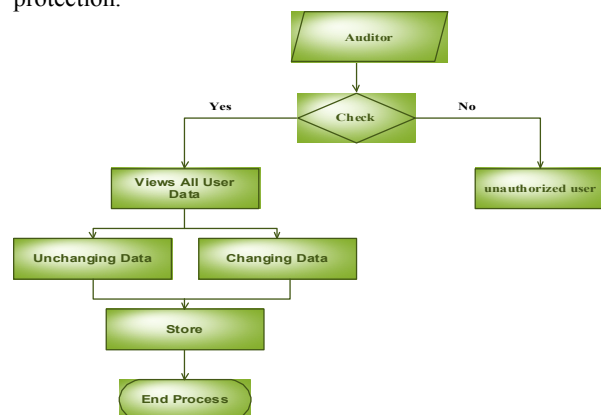 protection.
Auditor
Check
Yes
No
Views All User
Data
unauthorized user
Unchanging Data
Changing Data
Store
End Process